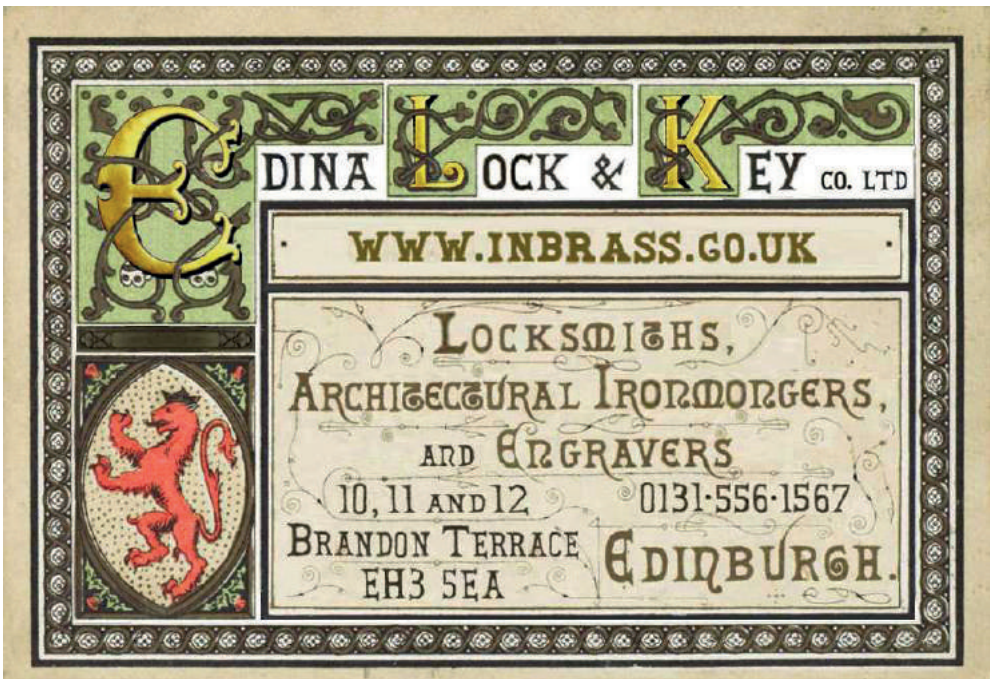 EDINA LOCK & KEY CO. LTD
WWW.INBRASS.CO.UK
LOCKSMITHS,
ARCHITECTURAL IRONMONGERS,
AND ENGRAVERS
10, 11 AND 12
BRANDON TERRACE
EH3 5EA
0131·556·1567
EDINBURGH.